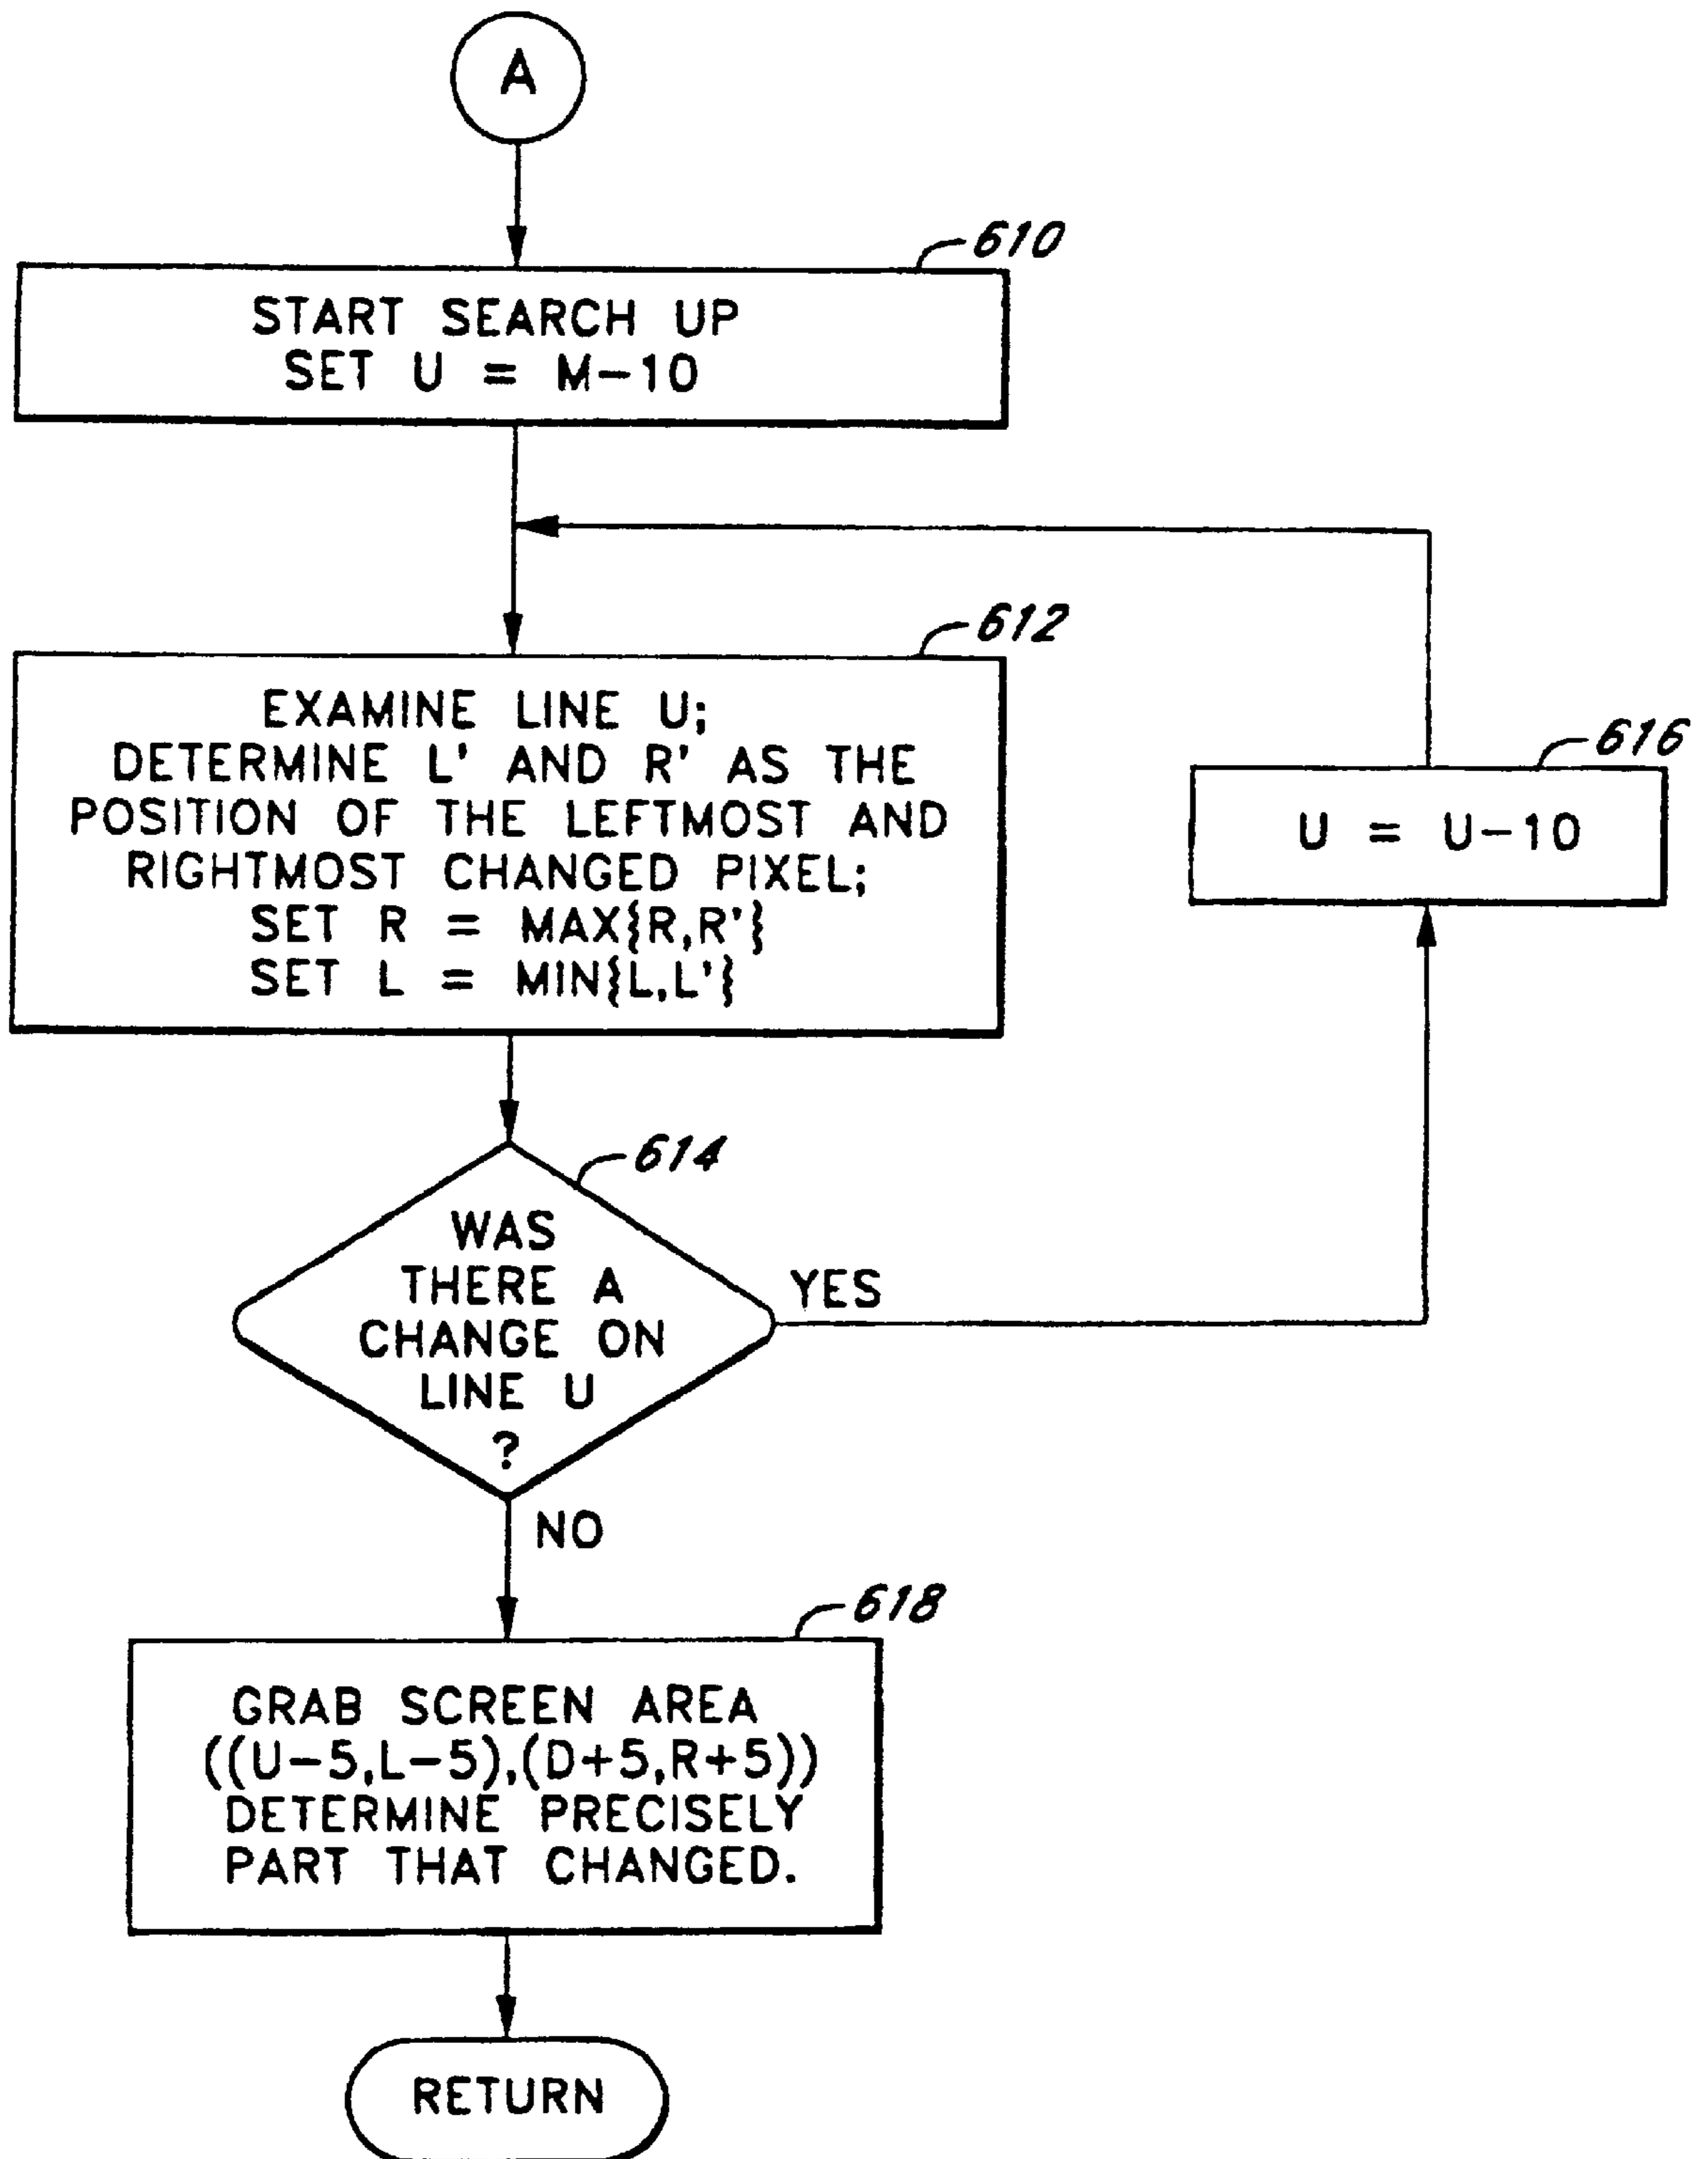 A
610
START SEARCH UP
SET U = M-10
612
EXAMINE LINE U;
DETERMINE L' AND R' AS THE
POSITION OF THE LEFTMOST AND
RIGHTMOST CHANGED PIXEL;
SET R = MAX{R,R'}
SET L = MIN{L,L'}
616
U = U-10
614
WAS
THERE A
CHANGE ON
LINE U
?
YES
NO
618
GRAB SCREEN AREA
((U-5,L-5),(D+5,R+5))
DETERMINE PRECISELY
PART THAT CHANGED.
RETURN